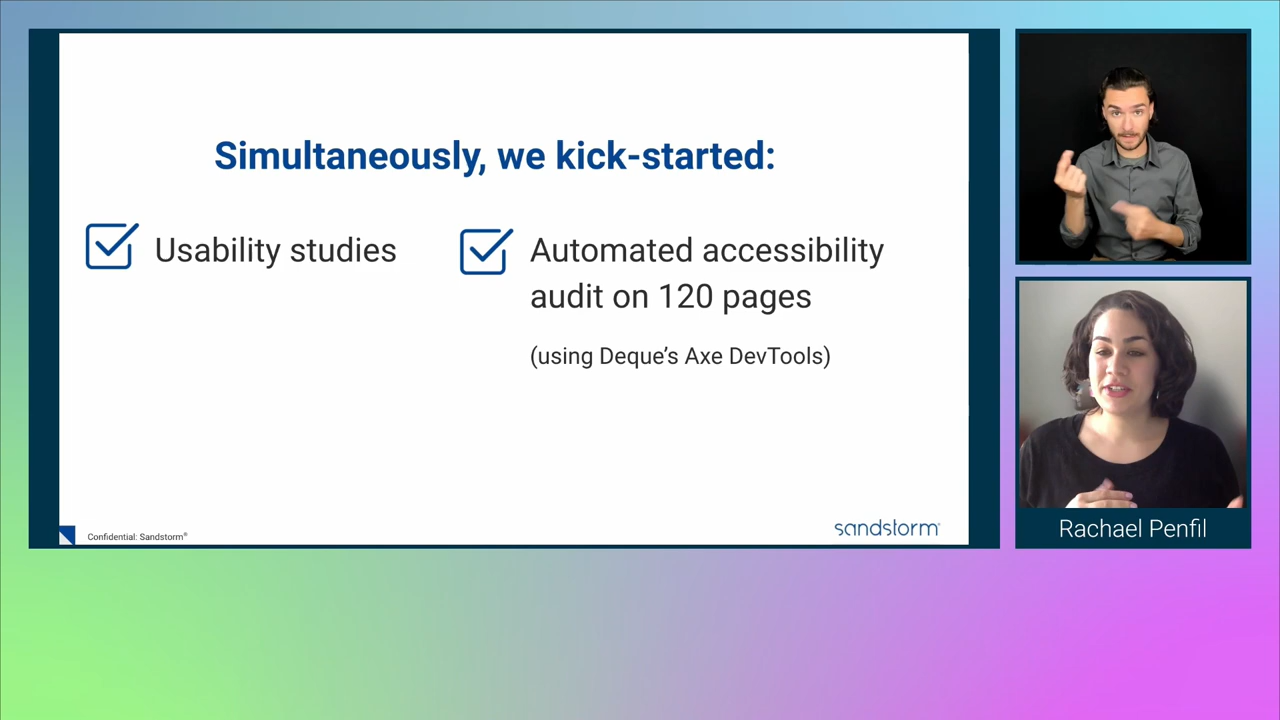 Simultaneously, we kick-started:
Usability studies
Automated accessibility
audit on 120 pages
(using Deque’s Axe DevTools)
Confidential: Sandstorm®
sandstorm®
Rachael Penfil